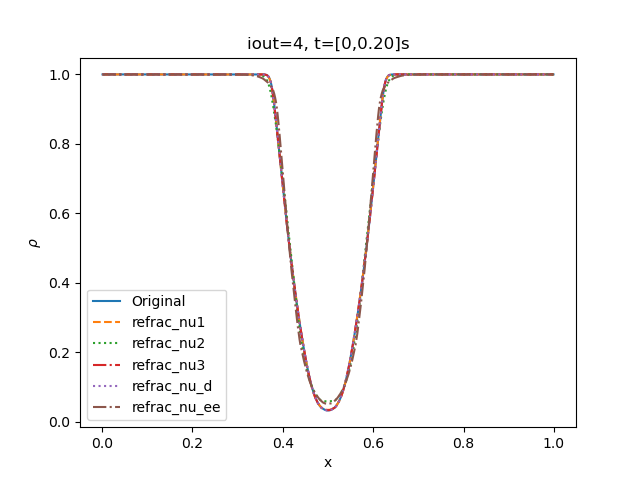 iout=4, t=[0,0.20]s
ρ
1.0
0.8
0.6
0.4
0.2
0.0
Original
refrac_nu1
refrac_nu2
refrac_nu3
refrac_nu_d
refrac_nu_ee
0.0 0.2 0.4 0.6 0.8 1.0
x